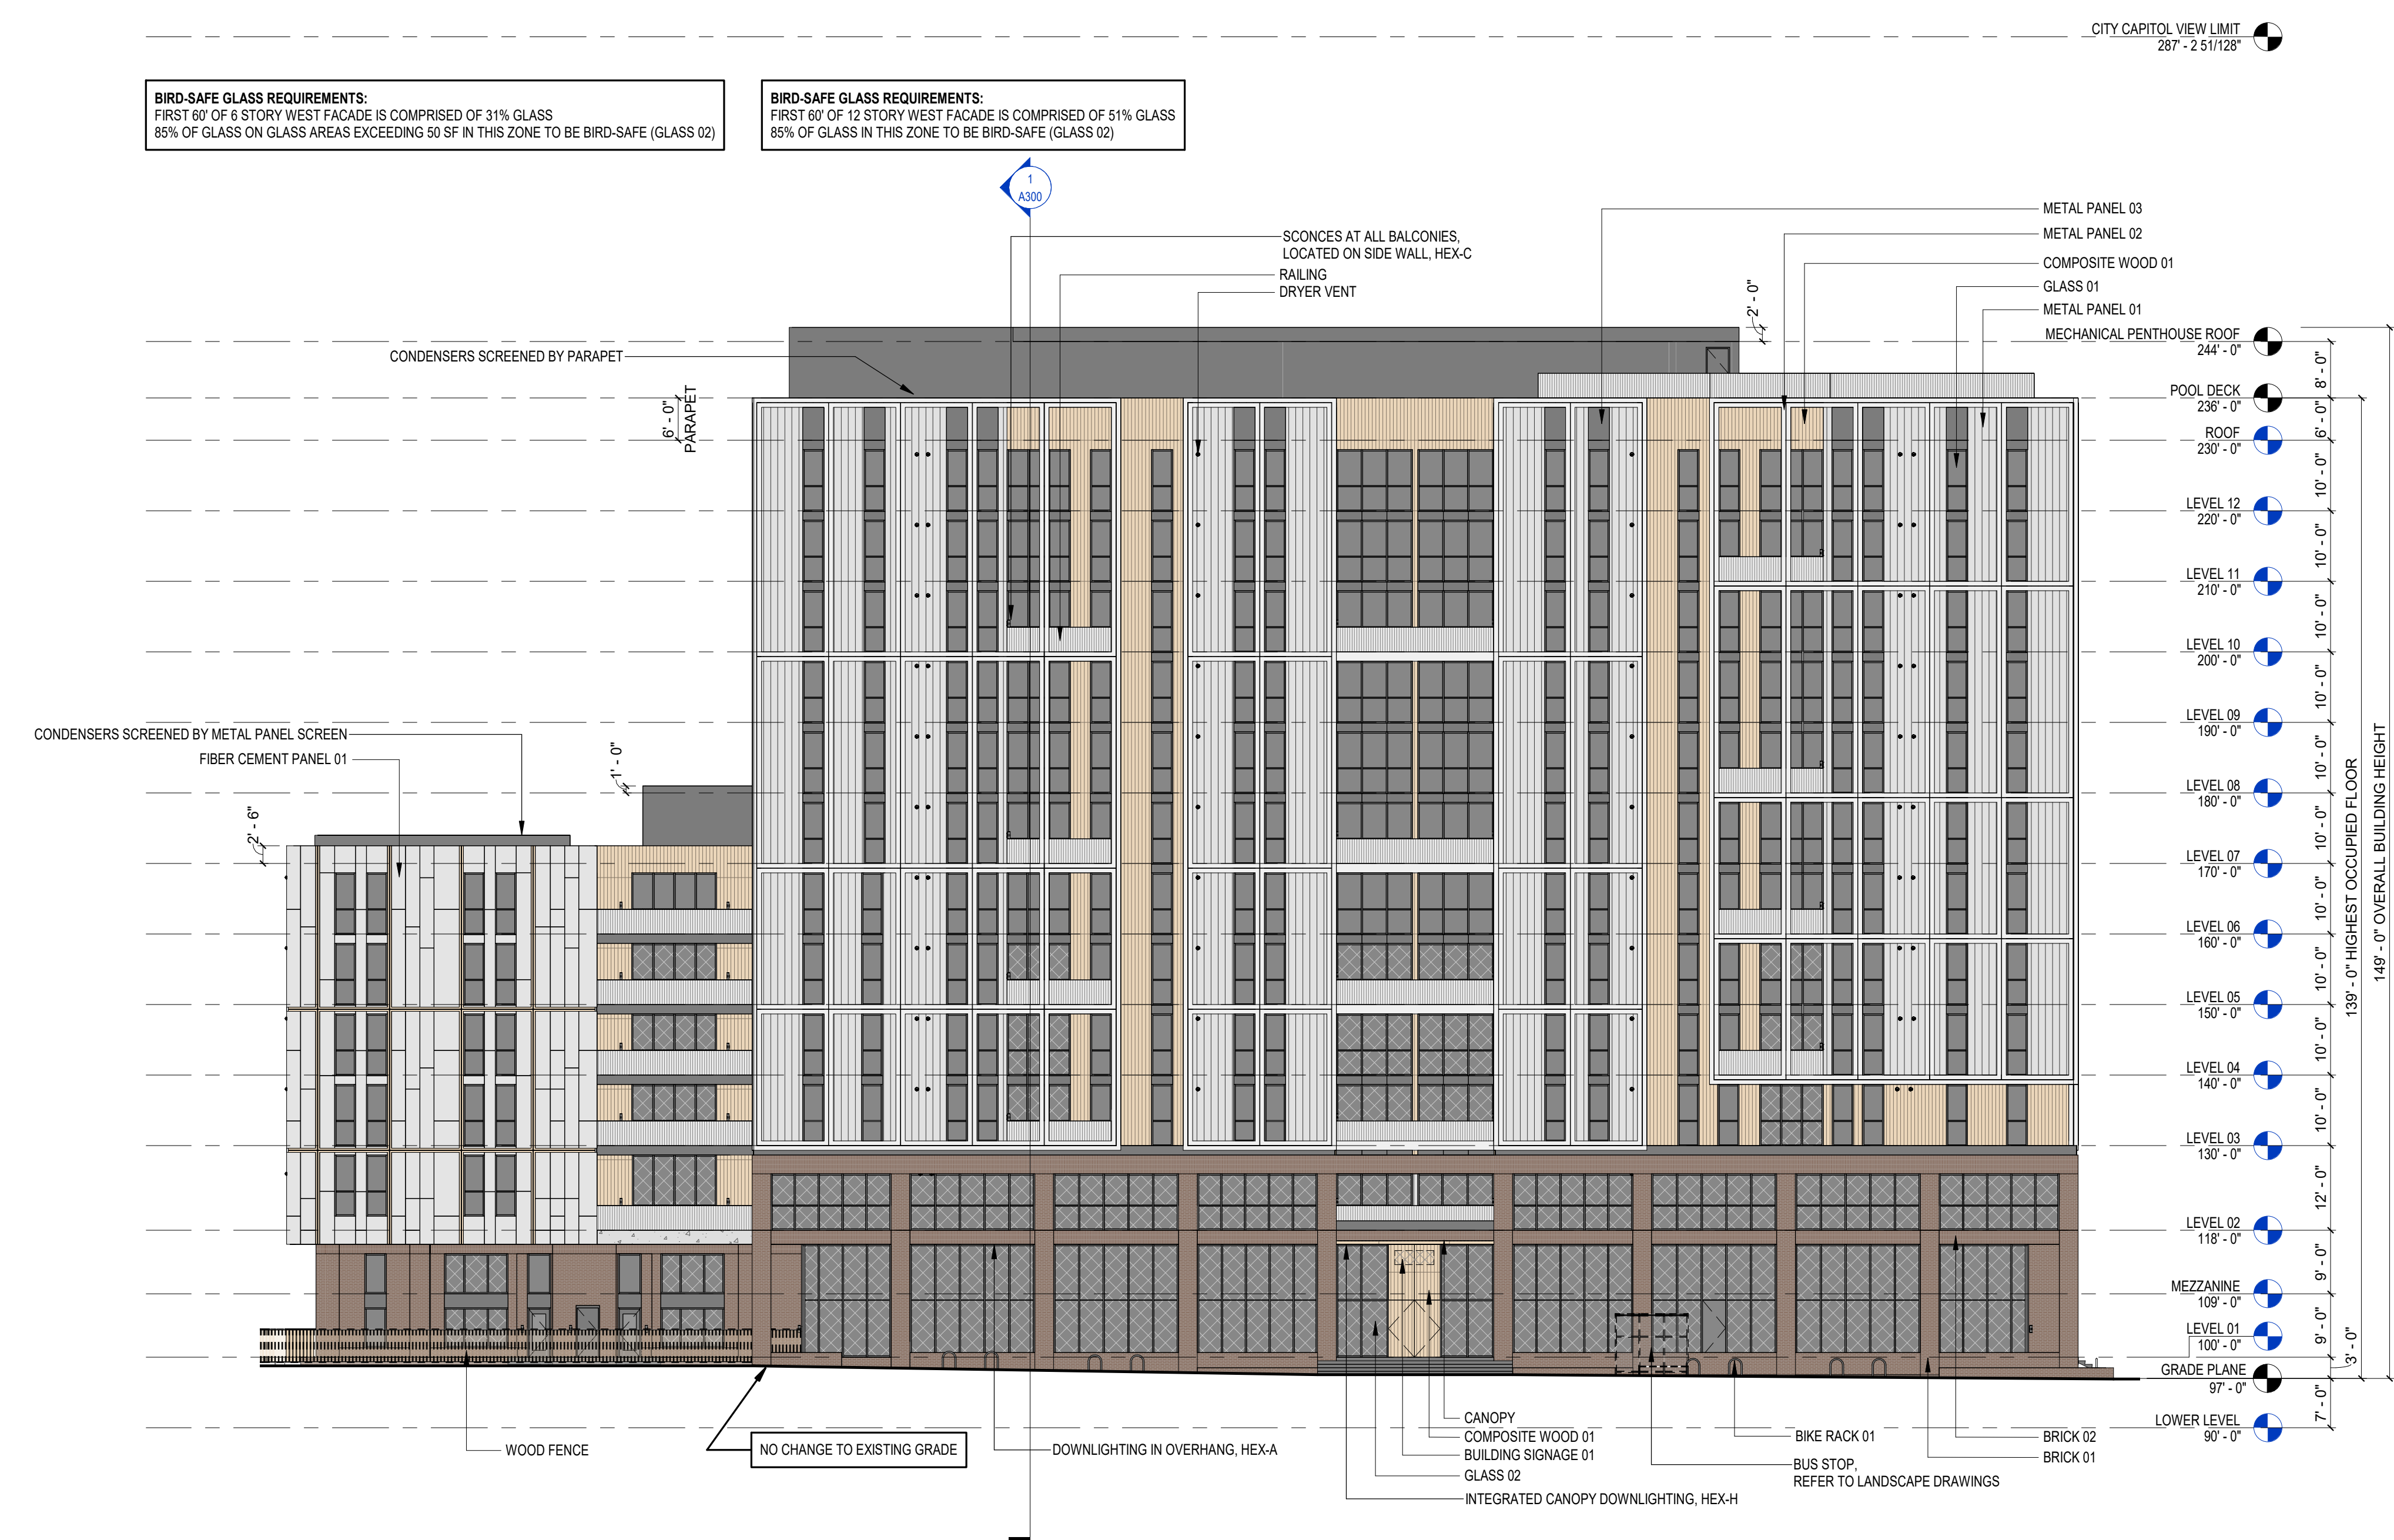 CITY CAPITOL VIEW LIMIT
287' - 2 51/128"
BIRD-SAFE GLASS REQUIREMENTS:
FIRST 60' OF 6 STORY WEST FACADE IS COMPRISED OF 31% GLASS
85% OF GLASS ON GLASS AREAS EXCEEDING 50 SF IN THIS ZONE TO BE BIRD-SAFE (GLASS 02)
BIRD-SAFE GLASS REQUIREMENTS:
FIRST 60' OF 12 STORY WEST FACADE IS COMPRISED OF 51% GLASS
85% OF GLASS IN THIS ZONE TO BE BIRD-SAFE (GLASS 02)
1
A300
SCONCES AT ALL BALCONIES,
LOCATED ON SIDE WALL, HEX-C
RAILING
DRYER VENT
METAL PANEL 03
METAL PANEL 02
COMPOSITE WOOD 01
GLASS 01
METAL PANEL 01
2' - 0"
CONDENSERS SCREENED BY PARAPET
6' - 0"
PARAPET
MECHANICAL PENTHOUSE ROOF
244' - 0"
8' - 0"
POOL DECK
236' - 0"
6' - 0"
ROOF
230' - 0"
10' - 0"
LEVEL 12
220' - 0"
10' - 0"
LEVEL 11
210' - 0"
10' - 0"
LEVEL 10
200' - 0"
10' - 0"
LEVEL 09
190' - 0"
10' - 0"
LEVEL 08
180' - 0"
10' - 0"
LEVEL 07
170' - 0"
10' - 0"
LEVEL 06
160' - 0"
10' - 0"
LEVEL 05
150' - 0"
10' - 0"
LEVEL 04
140' - 0"
10' - 0"
LEVEL 03
130' - 0"
12' - 0"
LEVEL 02
118' - 0"
9' - 0"
MEZZANINE
109' - 0"
9' - 0"
LEVEL 01
100' - 0"
3' - 0"
GRADE PLANE
97' - 0"
7' - 0"
LOWER LEVEL
90' - 0"
139' - 0" HIGHEST OCCUPIED FLOOR
149' - 0" OVERALL BUILDING HEIGHT
CONDENSERS SCREENED BY METAL PANEL SCREEN
FIBER CEMENT PANEL 01
1' - 0"
2' - 6"
WOOD FENCE
NO CHANGE TO EXISTING GRADE
DOWNLIGHTING IN OVERHANG, HEX-A
CANOPY
COMPOSITE WOOD 01
BUILDING SIGNAGE 01
GLASS 02
INTEGRATED CANOPY DOWNLIGHTING, HEX-H
BIKE RACK 01
BUS STOP,
REFER TO LANDSCAPE DRAWINGS
BRICK 02
BRICK 01